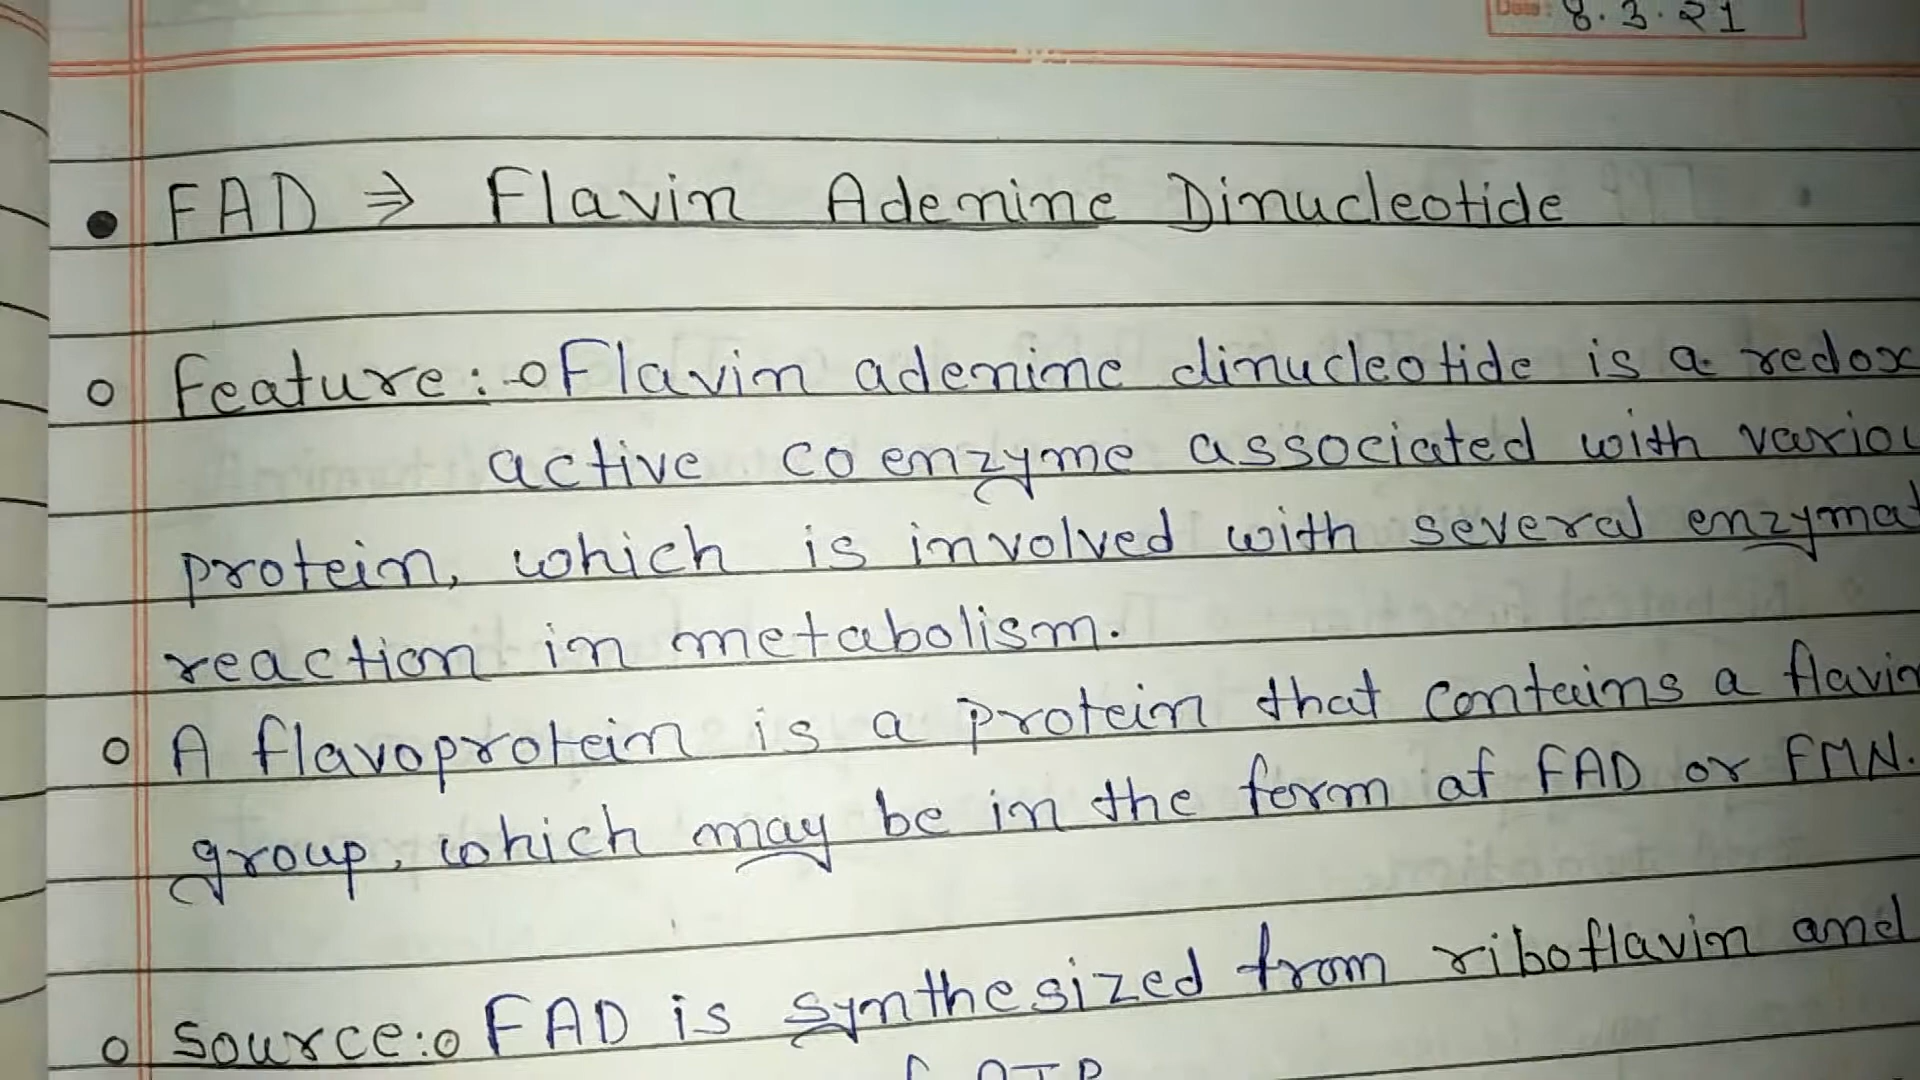 Date: 8.3.21
FAD ⇒ Flavin Adenine Dinucleotide
Feature: Flavin adenine dinucleotide is a redox
active coenzyme associated with variou
protein, which is involved with several enzymat
reaction in metabolism.
A flavoprotein is a protein that contains a flavin
group, which may be in the form of FAD or FMN.
Source: FAD is synthesized from riboflavin and
ATP